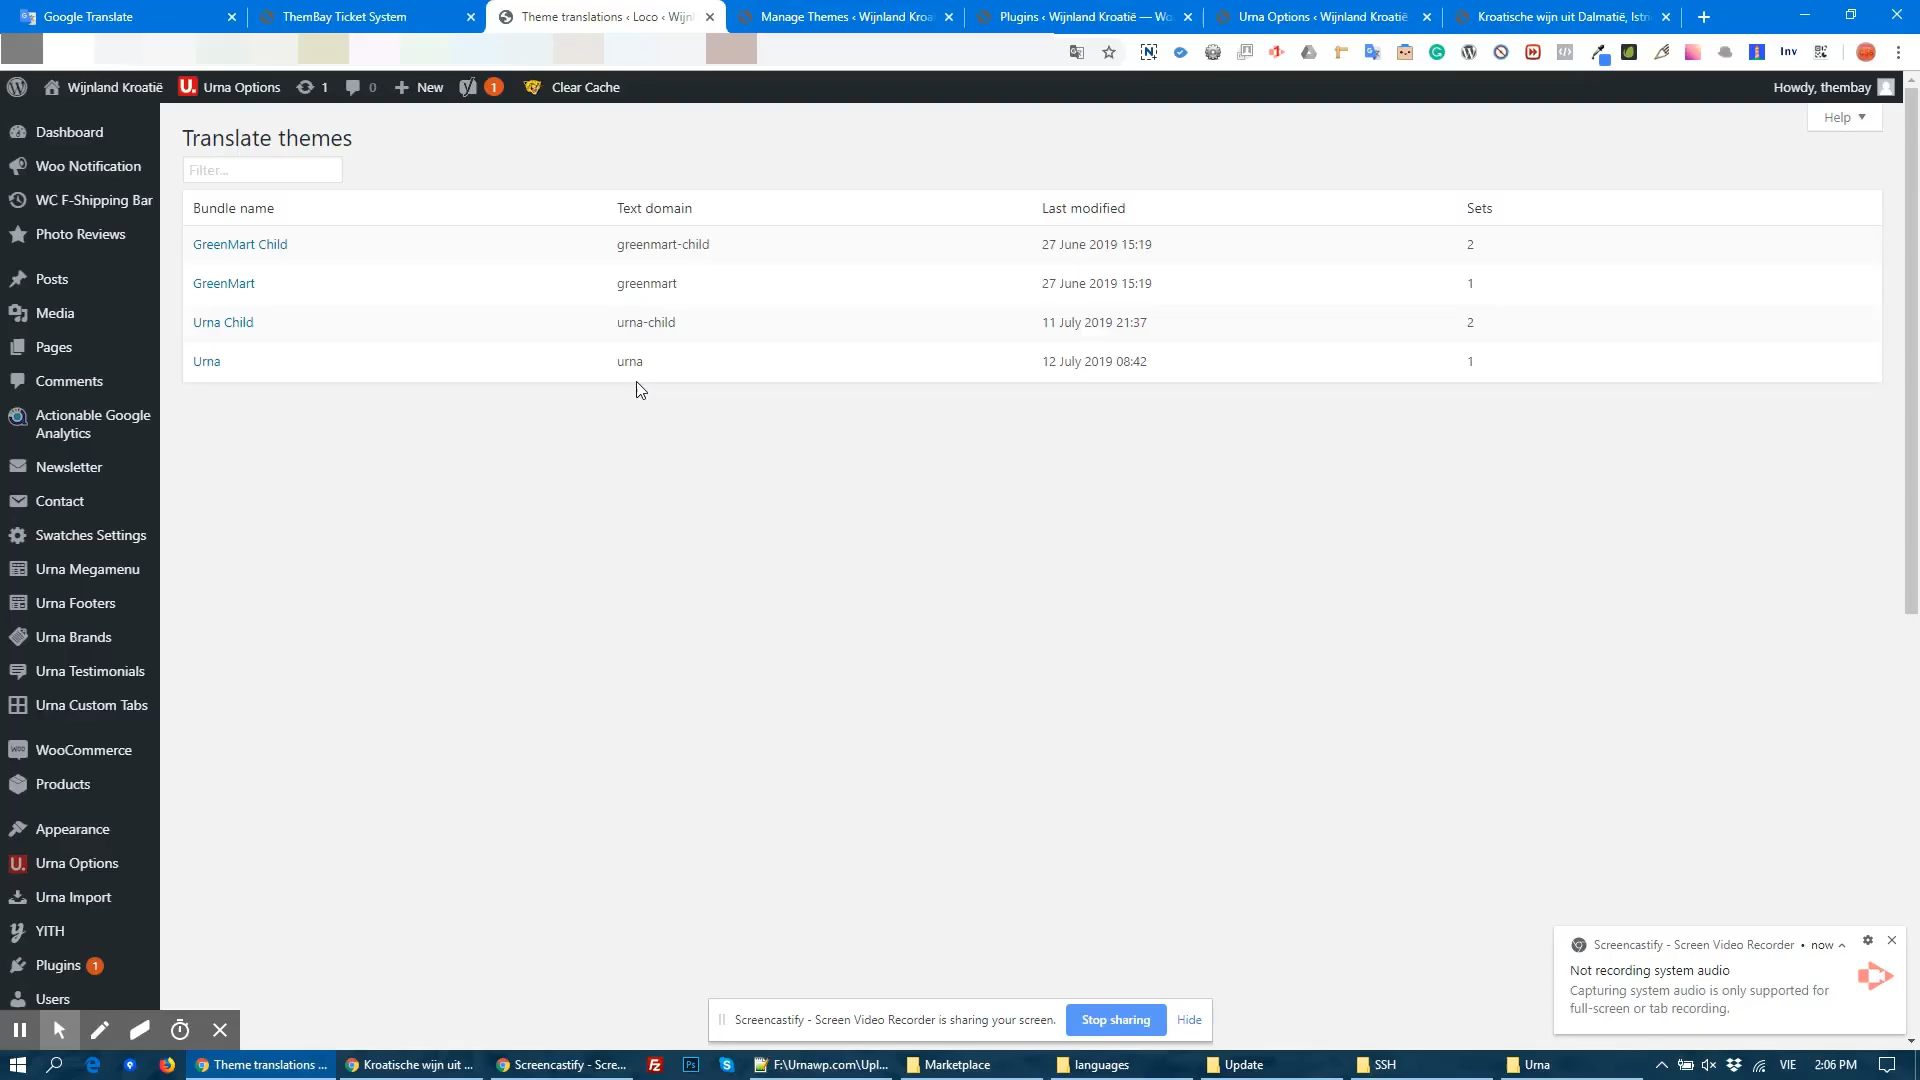 Google Translate
ThemBay Ticket System
Theme translations ‹ Loco ‹ Wijnl
Manage Themes ‹ Wijnland Kroat
Plugins ‹ Wijnland Kroatië — Wo
Urna Options ‹ Wijnland Kroatië
Kroatische wijn uit Dalmatië, Istri
Inv
Wijnland Kroatië
Urna Options
1
0
New
1
Clear Cache
Howdy, thembay
Dashboard
Woo Notification
WC F-Shipping Bar
Photo Reviews
Posts
Media
Pages
Comments
Actionable Google
Analytics
Newsletter
Contact
Swatches Settings
Urna Megamenu
Urna Footers
Urna Brands
Urna Testimonials
Urna Custom Tabs
WooCommerce
Products
Appearance
Urna Options
Urna Import
YITH
Plugins 1
Users
Help
Translate themes
Filter...
Bundle name Text domain Last modified Sets
GreenMart Child greenmart-child 27 June 2019 15:19 2
GreenMart greenmart 27 June 2019 15:19 1
Urna Child urna-child 11 July 2019 21:37 2
Urna urna 12 July 2019 08:42 1
Screencastify - Screen Video Recorder • now
Not recording system audio
Capturing system audio is only supported for
full-screen or tab recording.
Screencastify - Screen Video Recorder is sharing your screen.
Stop sharing
Hide
Theme translations ...
Kroatische wijn uit ...
Screencastify - Scre...
F:\Urnawp.com\Upl...
Marketplace
languages
Update
SSH
Urna
VIE
2:06 PM